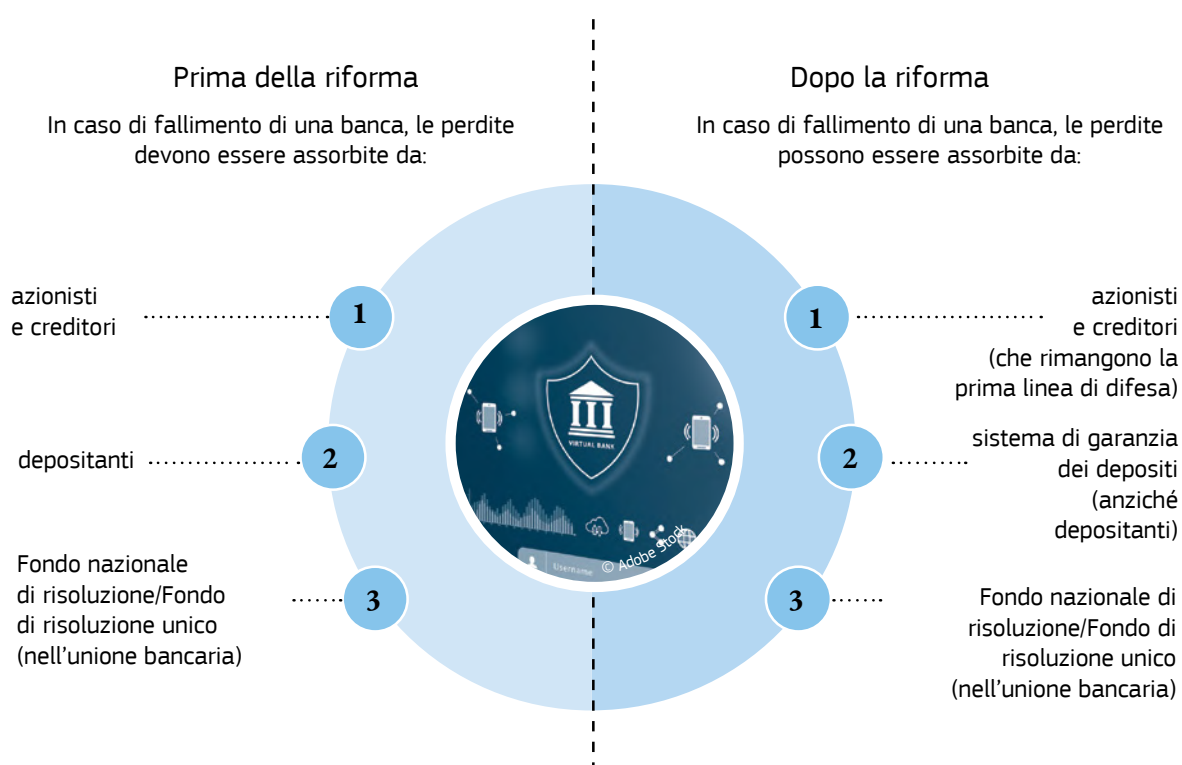 Prima della riforma
In caso di fallimento di una banca, le perdite
devono essere assorbite da:
azionisti
e creditori
1
depositanti
2
Fondo nazionale
di risoluzione/Fondo
di risoluzione unico
(nell'unione bancaria)
3
VIRTUAL BANK
Username
© Adobe Stock
Dopo la riforma
In caso di fallimento di una banca, le perdite
possono essere assorbite da:
1
azionisti
e creditori
(che rimangono la
prima linea di difesa)
2
sistema di garanzia
dei depositi
(anziché
depositanti)
3
Fondo nazionale di
risoluzione/Fondo di
risoluzione unico
(nell'unione bancaria)